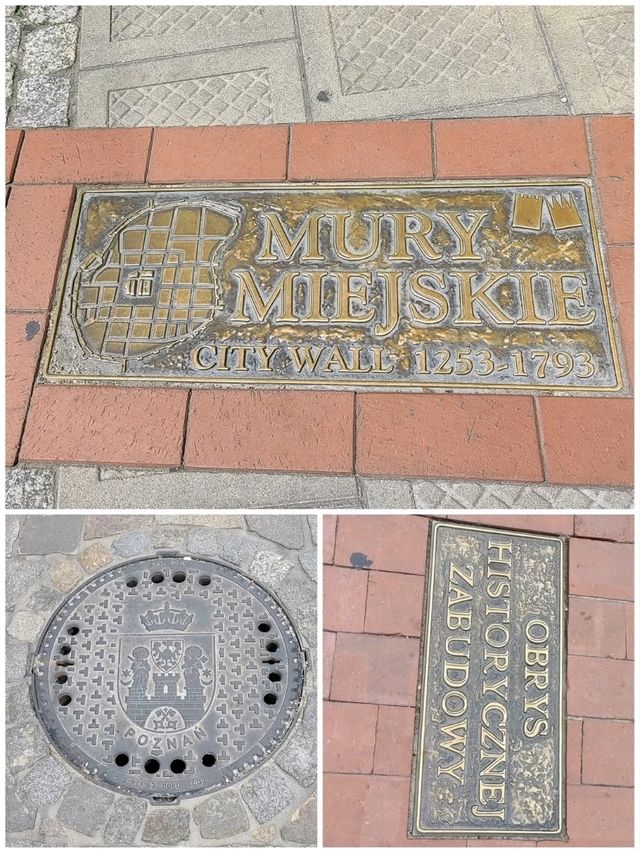 MURY
MIEJSKIE
CITY WALL 1253-1793
POZNAŃ
OBRYS
HISTORYCZNEJ
ZABUDOWY